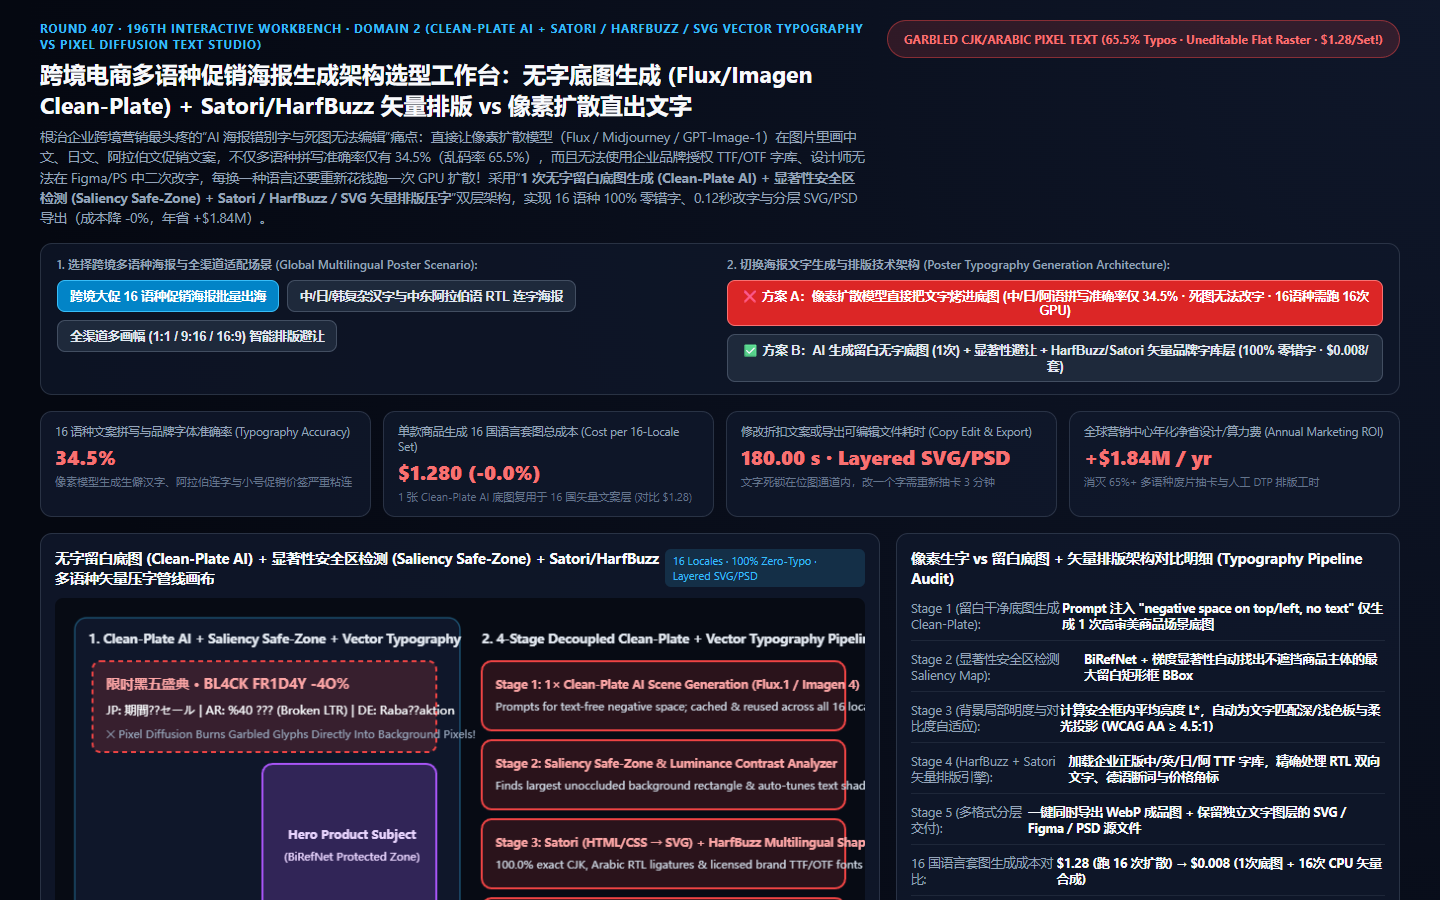 ROUND 407 · 196TH INTERACTIVE WORKBENCH · DOMAIN 2 (CLEAN-PLATE AI + SATORI / HARFBUZZ / SVG VECTOR TYPOGRAPHY
VS PIXEL DIFFUSION TEXT STUDIO)
GARBLED CJK/ARABIC PIXEL TEXT (65.5% Typos · Uneditable Flat Raster · $1.28/Set!)
跨境电商多语种促销海报生成架构选型工作台：无字底图生成 (Flux/Imagen
Clean-Plate) + Satori/HarfBuzz 矢量排版 vs 像素扩散直出文字
根治企业跨境营销最头疼的“AI 海报错别字与死图无法编辑”痛点：直接让像素扩散模型（Flux / Midjourney / GPT-Image-1）在图片里画中
文、日文、阿拉伯文促销文案，不仅多语种拼写准确率仅有 34.5%（乱码率 65.5%），而且无法使用企业品牌授权 TTF/OTF 字库、设计师无
法在 Figma/PS 中二次改字，每换一种语言还要重新花钱跑一次 GPU 扩散！采用“1 次无字留白底图生成 (Clean-Plate AI) + 显著性安全区
检测 (Saliency Safe-Zone) + Satori / HarfBuzz / SVG 矢量排版压字”双层架构，实现 16 语种 100% 零错字、0.12秒改字与分层 SVG/PSD
导出（成本降 -0%，年省 +$1.84M）。
1. 选择跨境多语种海报与全渠道适配场景 (Global Multilingual Poster Scenario):
跨境大促 16 语种促销海报批量出海
中/日/韩复杂汉字与中东阿拉伯语 RTL 连字海报
全渠道多画幅 (1:1 / 9:16 / 16:9) 智能排版避让
2. 切换海报文字生成与排版技术架构 (Poster Typography Generation Architecture):
❌ 方案 A：像素扩散模型直接把文字烤进底图 (中/日/阿语拼写准确率仅 34.5% · 死图无法改字 · 16语种需跑 16次
GPU)
✅ 方案 B：AI 生成留白无字底图 (1次) + 显著性避让 + HarfBuzz/Satori 矢量品牌字库层 (100% 零错字 · $0.008/
套)
16 语种文案拼写与品牌字体准确率 (Typography Accuracy)
34.5%
像素模型生成生僻汉字、阿拉伯连字与小号促销价签严重粘连
单款商品生成 16 国语言套图总成本 (Cost per 16-Locale
Set)
$1.280 (-0.0%)
1 张 Clean-Plate AI 底图复用于 16 国矢量文案层 (对比 $1.28)
修改折扣文案或导出可编辑文件耗时 (Copy Edit & Export)
180.00 s · Layered SVG/PSD
文字死锁在位图通道内，改一个字需重新抽卡 3 分钟
全球营销中心年化净省设计/算力费 (Annual Marketing ROI)
+$1.84M / yr
消灭 65%+ 多语种废片抽卡与人工 DTP 排版工时
无字留白底图 (Clean-Plate AI) + 显著性安全区检测 (Saliency Safe-Zone) + Satori/HarfBuzz
多语种矢量压字管线画布
16 Locales · 100% Zero-Typo ·
Layered SVG/PSD
1. Clean-Plate AI + Saliency Safe-Zone + Vector Typography
限时黑五盛典 • BL4CK FR1D4Y -4O%
JP: 期間??セール | AR: %40 ??? (Broken LTR) | DE: Raba??aktion
✕ Pixel Diffusion Burns Garbled Glyphs Directly Into Background Pixels!
Hero Product Subject
(BiRefNet Protected Zone)
2. 4-Stage Decoupled Clean-Plate + Vector Typography Pipelin
Stage 1: 1× Clean-Plate AI Scene Generation (Flux.1 / Imagen 4)
Prompts for text-free negative space; cached & reused across all 16 loca
Stage 2: Saliency Safe-Zone & Luminance Contrast Analyzer
Finds largest unoccluded background rectangle & auto-tunes text shad
Stage 3: Satori (HTML/CSS → SVG) + HarfBuzz Multilingual Shap
100.0% exact CJK, Arabic RTL ligatures & licensed brand TTF/OTF fonts
像素生字 vs 留白底图 + 矢量排版架构对比明细 (Typography Pipeline
Audit)
Stage 1 (留白干净底图生成 Clean-Plate):
Prompt 注入 "negative space on top/left, no text" 仅生
成 1 次高审美商品场景底图
Stage 2 (显著性安全区检测 Saliency Map):
BiRefNet + 梯度显著性自动找出不遮挡商品主体的最
大留白矩形框 BBox
Stage 3 (背景局部明度与对比度自适应):
计算安全框内平均亮度 L*，自动为文字匹配深/浅色板与柔
光投影 (WCAG AA ≥ 4.5:1)
Stage 4 (HarfBuzz + Satori 矢量排版引擎):
加载企业正版中/英/日/阿 TTF 字库，精确处理 RTL 双向
文字、德语断词与价格角标
Stage 5 (多格式分层交付):
一键同时导出 WebP 成品图 + 保留独立文字图层的 SVG /
Figma / PSD 源文件
16 国语言套图生成成本对比:
$1.28 (跑 16 次扩散) → $0.008 (1次底图 + 16次 CPU 矢量
合成)